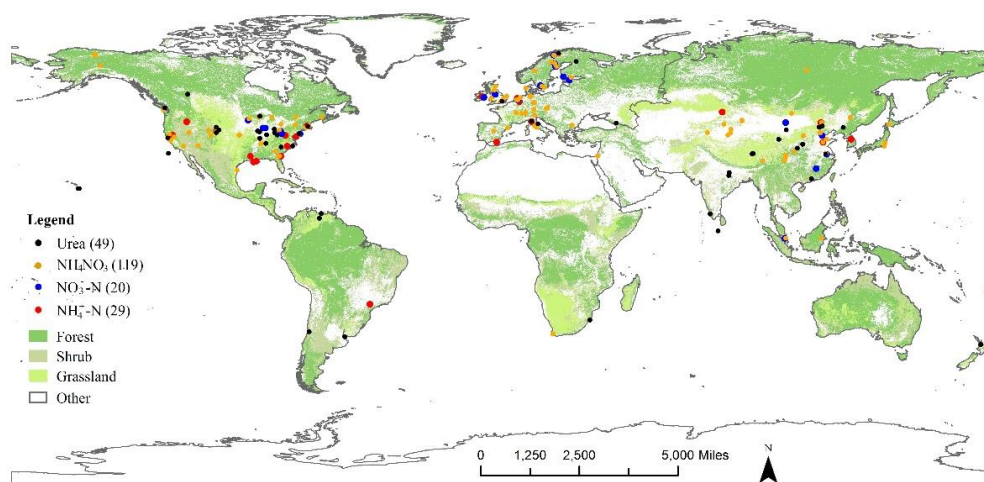 Legend
Urea (49)
NH₄NO₃ (119)
NO₃⁻-N (20)
NH₄⁺-N (29)
Forest
Shrub
Grassland
Other
0 1,250 2,500 5,000 Miles
N